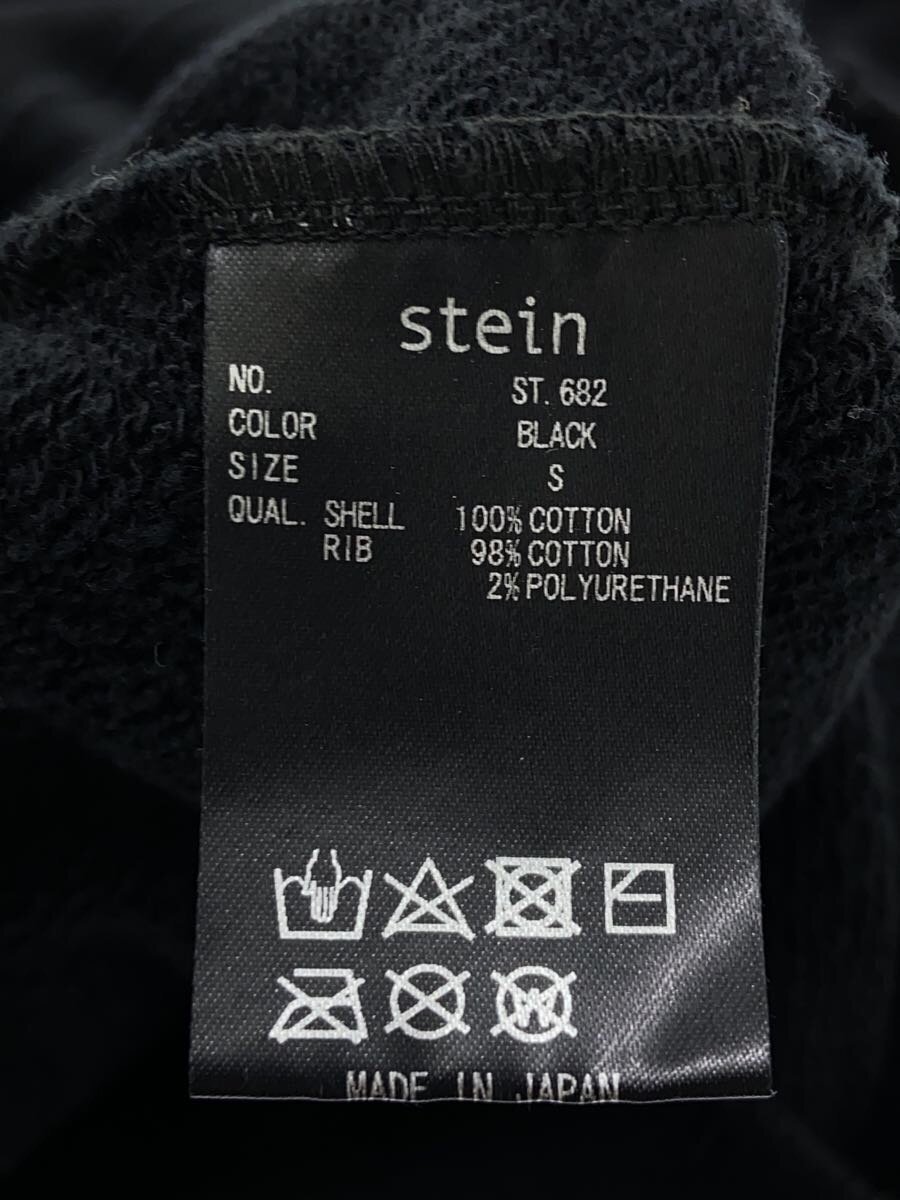 stein
NO. ST. 682
COLOR BLACK
SIZE S
QUAL. SHELL 100% COTTON
RIB 98% COTTON
2% POLYURETHANE
W
MADE IN JAPAN